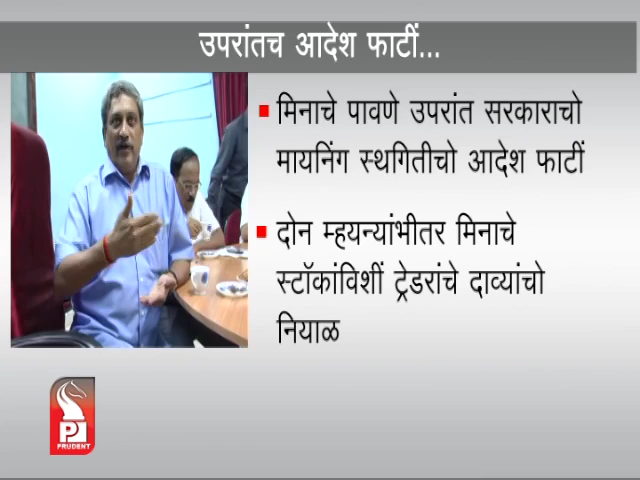 उपरांतच आदेश फाटीं...
मिनाचे पावणे उपरांत सरकाराचो
मायनिंग स्थगितीचो आदेश फाटीं
दोन म्हयन्यांभीतर मिनाचे
स्टॉकांविशीं ट्रेडरांचे दाव्यांचो
नियाळ
PRUDENT